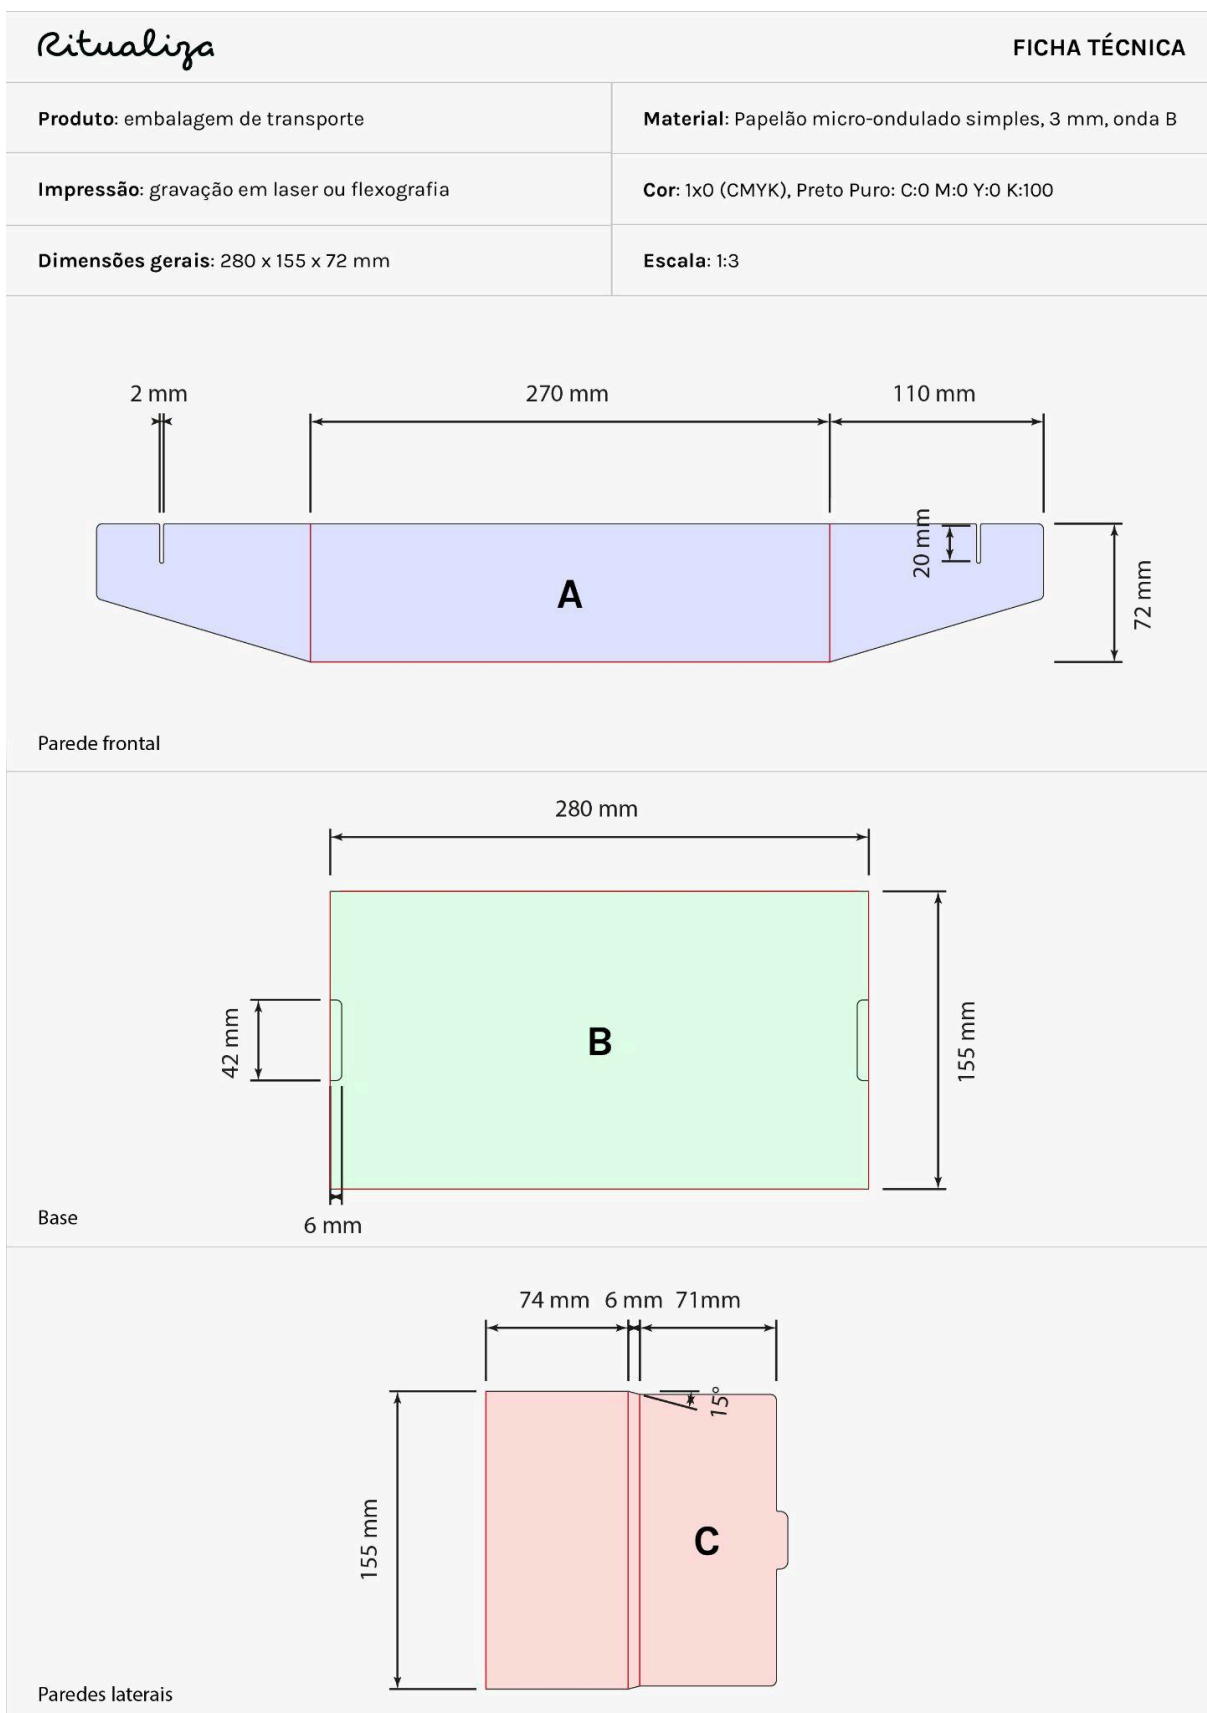 Ritualiza
FICHA TÉCNICA
Produto: embalagem de transporte
Material: Papelão micro-ondulado simples, 3 mm, onda B
Impressão: gravação em laser ou flexografia
Cor: 1x0 (CMYK), Preto Puro: C:0 M:0 Y:0 K:100
Dimensões gerais: 280 x 155 x 72 mm
Escala: 1:3
2 mm
270 mm
110 mm
20 mm
A
72 mm
Parede frontal
280 mm
42 mm
B
155 mm
6 mm
Base
74 mm
6 mm
71mm
15°
155 mm
C
Paredes laterais